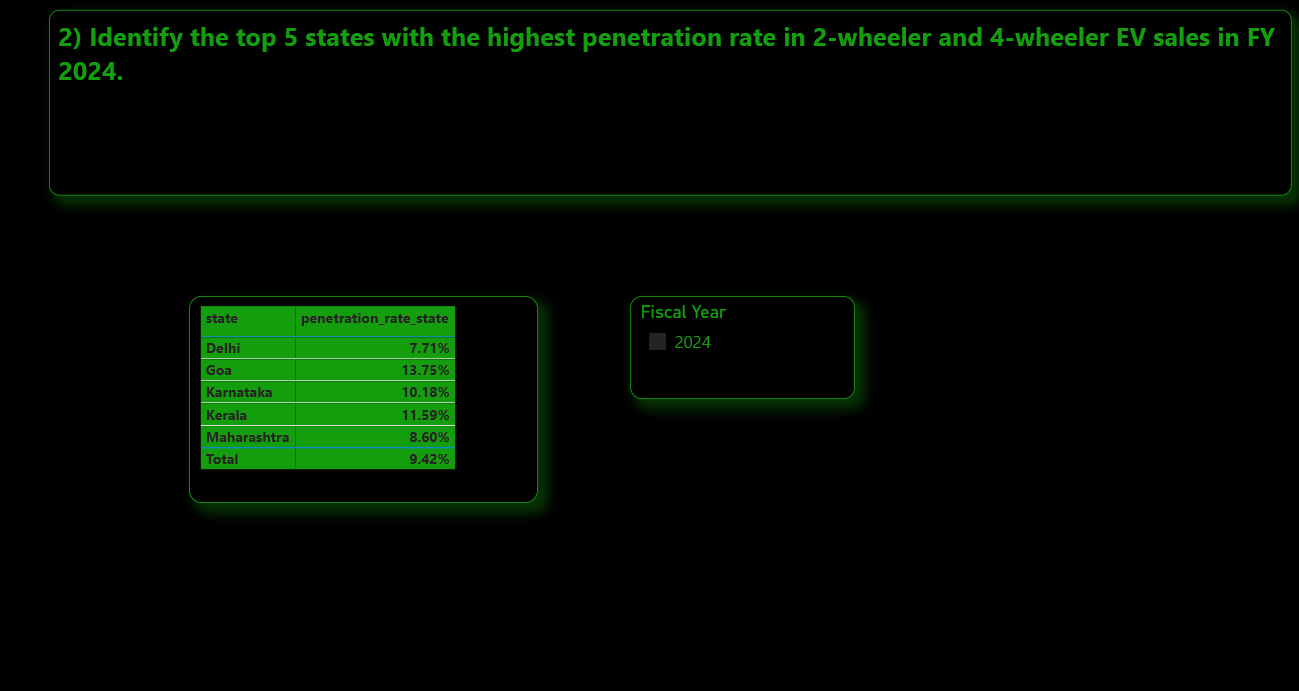 2) Identify the top 5 states with the highest penetration rate in 2-wheeler and 4-wheeler EV sales in FY
2024.
state penetration_rate_state
Delhi 7.71%
Goa 13.75%
Karnataka 10.18%
Kerala 11.59%
Maharashtra 8.60%
Total 9.42%
Fiscal Year
2024